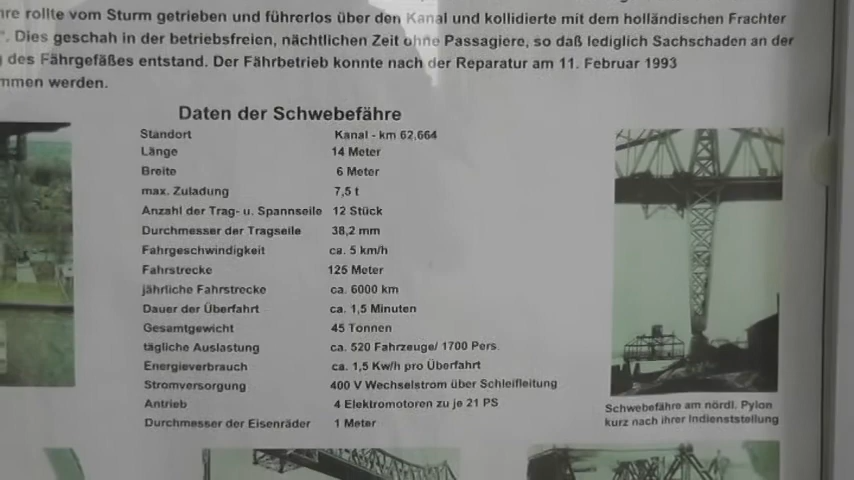 rollte vom Sturm getrieben und führerlos über den Kanal und kollidierte mit dem holländischen Frachter
". Dies geschah in der betriebsfreien, nächtlichen Zeit ohne Passagiere, so daß lediglich Sachschaden an der
des Fährgefäßes entstand. Der Fährbetrieb konnte nach der Reparatur am 11. Februar 1993
mmen werden.
Daten der Schwebefähre
Standort Kanal - km 62,664
Länge 14 Meter
Breite 6 Meter
max. Zuladung 7,5 t
Anzahl der Trag- u. Spannseile 12 Stück
Durchmesser der Tragseile 38,2 mm
Fahrgeschwindigkeit ca. 5 km/h
Fahrstrecke 125 Meter
jährliche Fahrstrecke ca. 6000 km
Dauer der Überfahrt ca. 1,5 Minuten
Gesamtgewicht 45 Tonnen
tägliche Auslastung ca. 520 Fahrzeuge/ 1700 Pers.
Energieverbrauch ca. 1,5 Kw/h pro Überfahrt
Stromversorgung 400 V Wechselstrom über Schleifleitung
Antrieb 4 Elektromotoren zu je 21 PS
Durchmesser der Eisenräder 1 Meter
Schwebefähre am nördl. Pylon
kurz nach ihrer Indienststellung